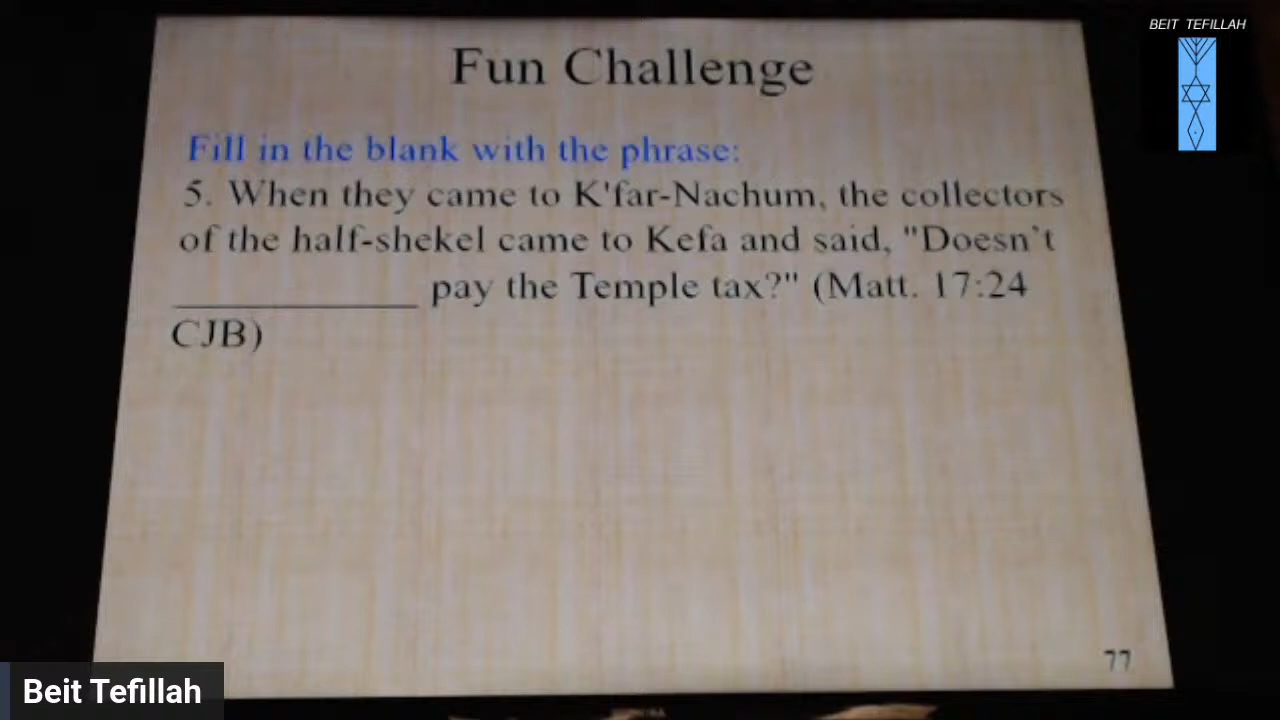 BEIT TEFILLAH
Fun Challenge
Fill in the blank with the phrase:
5. When they came to K'far-Nachum, the collectors
of the half-shekel came to Kefa and said, "Doesn't
____________ pay the Temple tax?" (Matt. 17:24
CJB)
77
Beit Tefillah